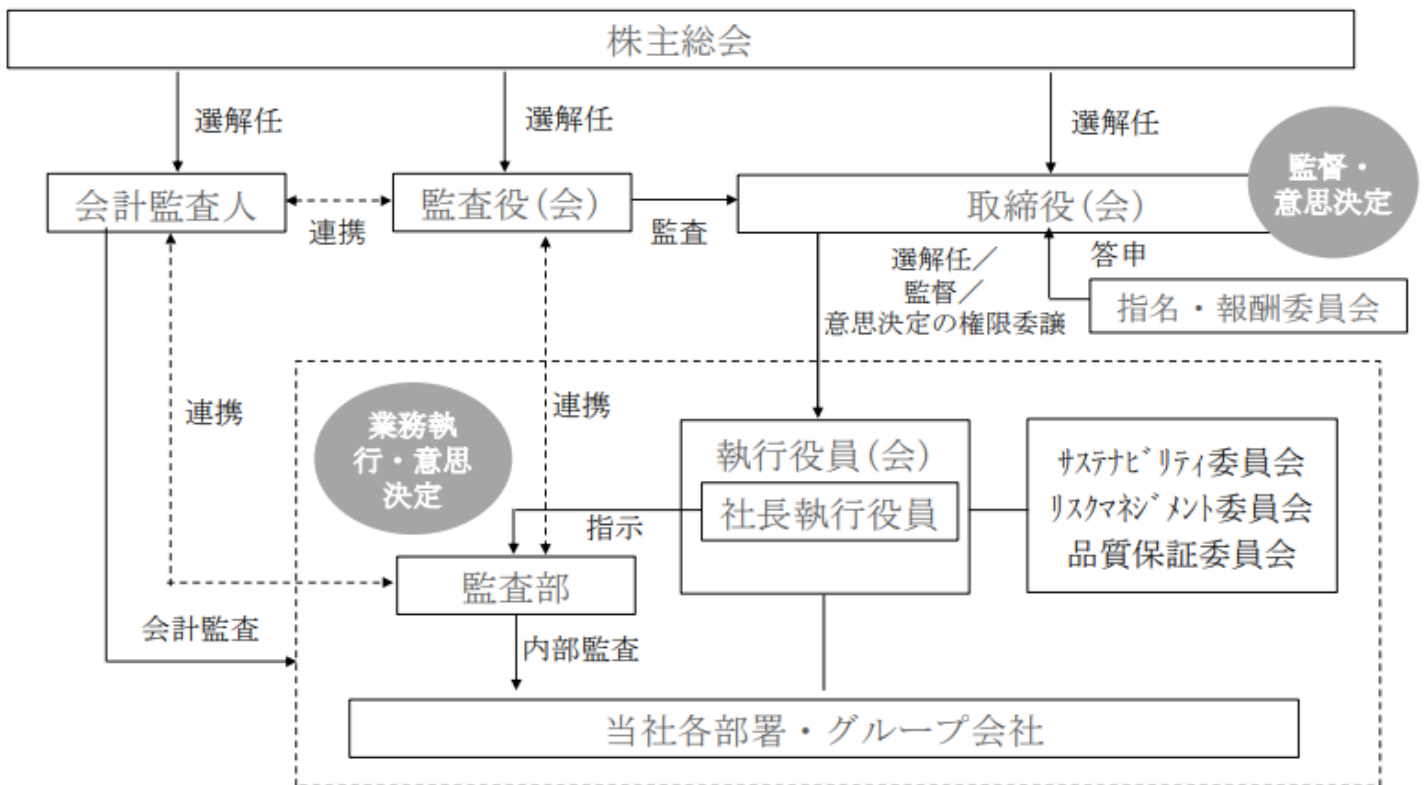 株主総会
選解任
選解任
選解任
会計監査人
連携
監査役(会)
監査
取締役(会)
監督・
意思決定
選解任／
監督／
意思決定の権限委譲
答申
指名・報酬委員会
連携
業務執
行・意思
決定
連携
執行役員(会)
社長執行役員
指示
ｻｽﾃﾅﾋﾞﾘﾃｨ委員会
ﾘｽｸﾏﾈｼﾞﾒﾝﾄ委員会
品質保証委員会
監査部
会計監査
内部監査
当社各部署・グループ会社